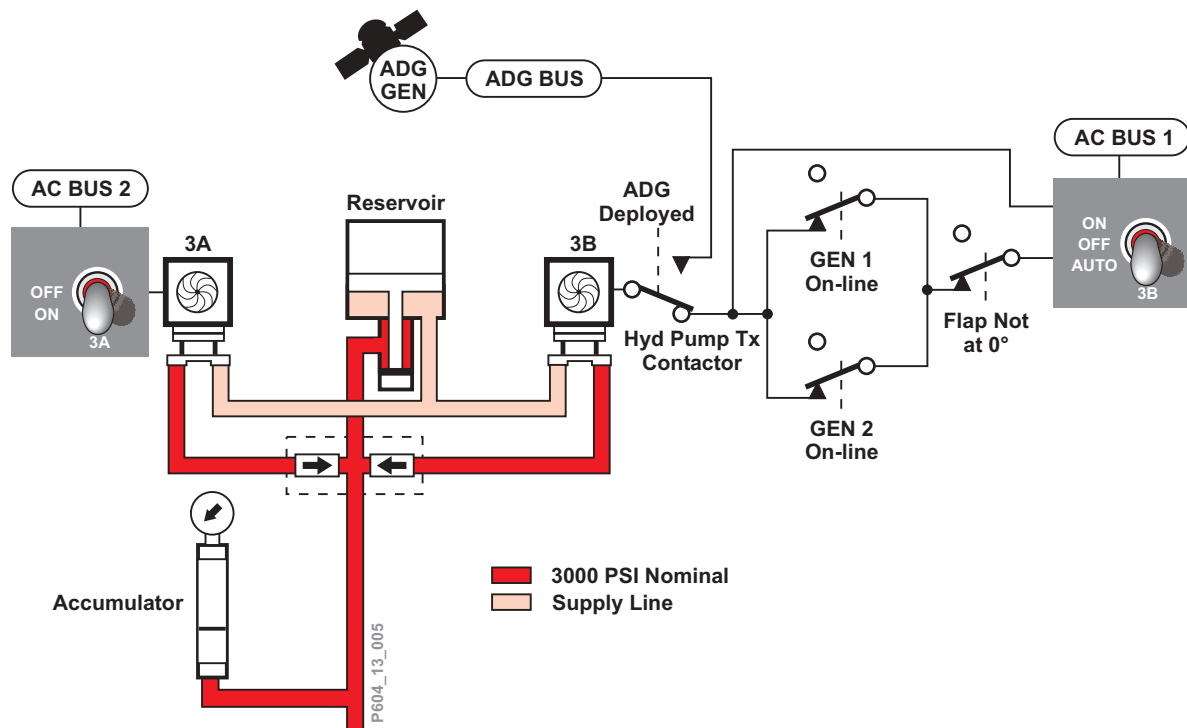 ADG
GEN
ADG BUS
AC BUS 1
AC BUS 2
Reservoir
ADG
Deployed
3A
3B
OFF
ON
3A
ON
OFF
AUTO
3B
GEN 1
On-line
Hyd Pump Tx
Contactor
Flap Not
at 0°
GEN 2
On-line
Accumulator
3000 PSI Nominal
Supply Line
P604_13_005